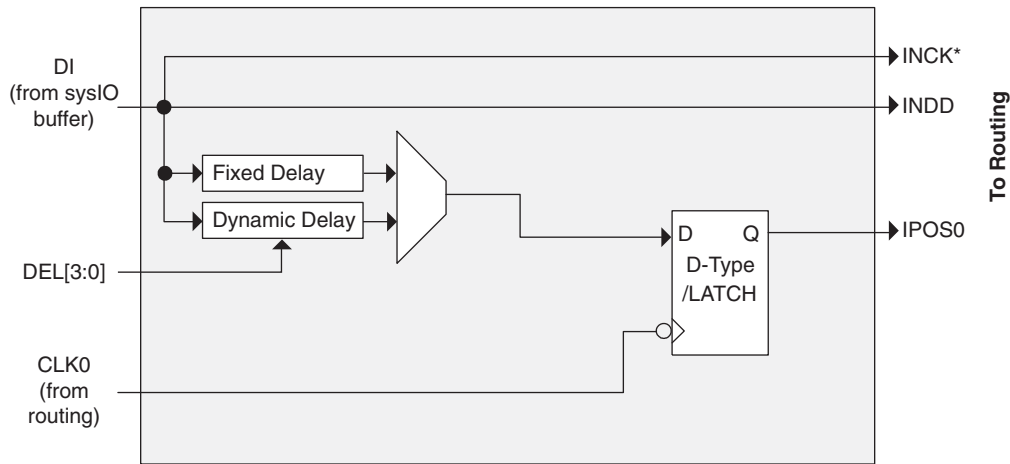 DI
(from sysIO
buffer)
INCK*
INDD
To Routing
Fixed Delay
Dynamic Delay
DEL[3:0]
D Q
D-Type
/LATCH
IPOS0
CLK0
(from
routing)